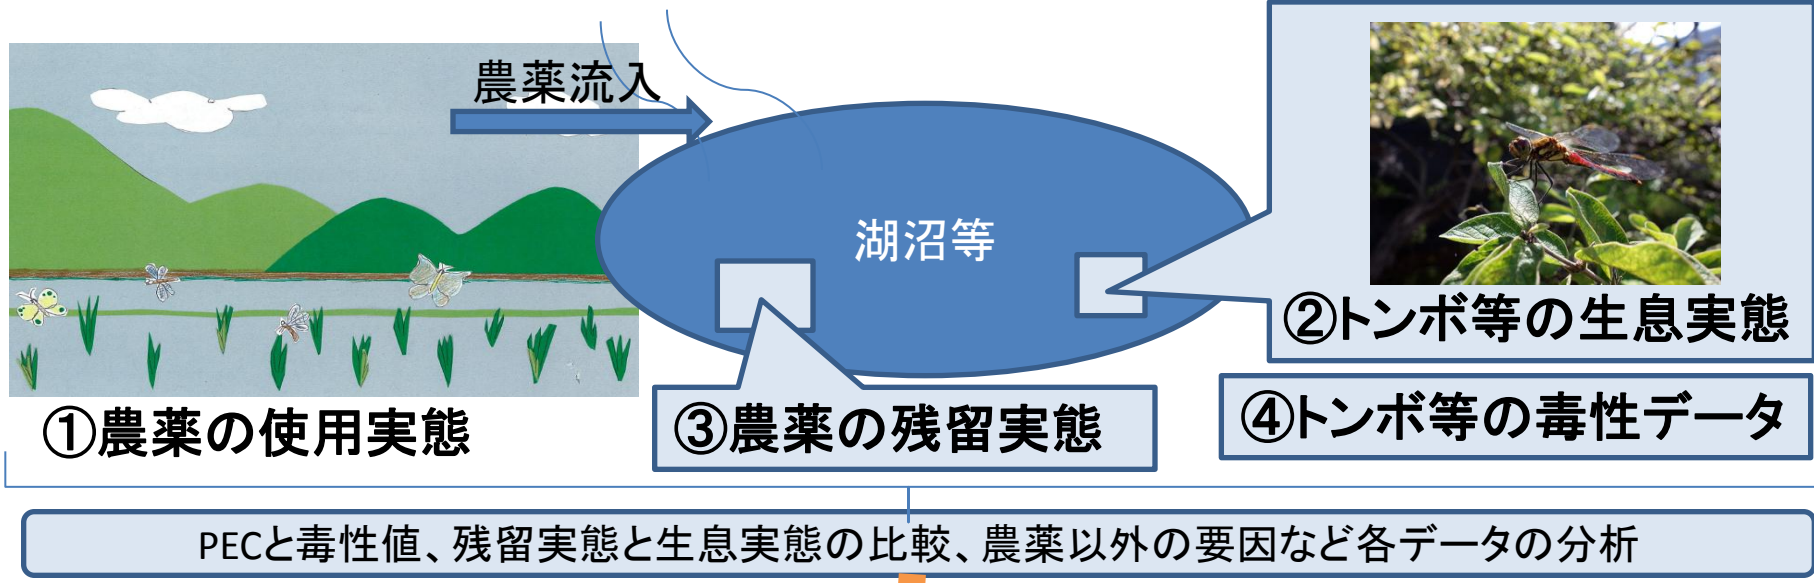 農薬流入
湖沼等
②トンボ等の生息実態
①農薬の使用実態
③農薬の残留実態
④トンボ等の毒性データ
PECと毒性値、残留実態と生息実態の比較、農薬以外の要因など各データの分析